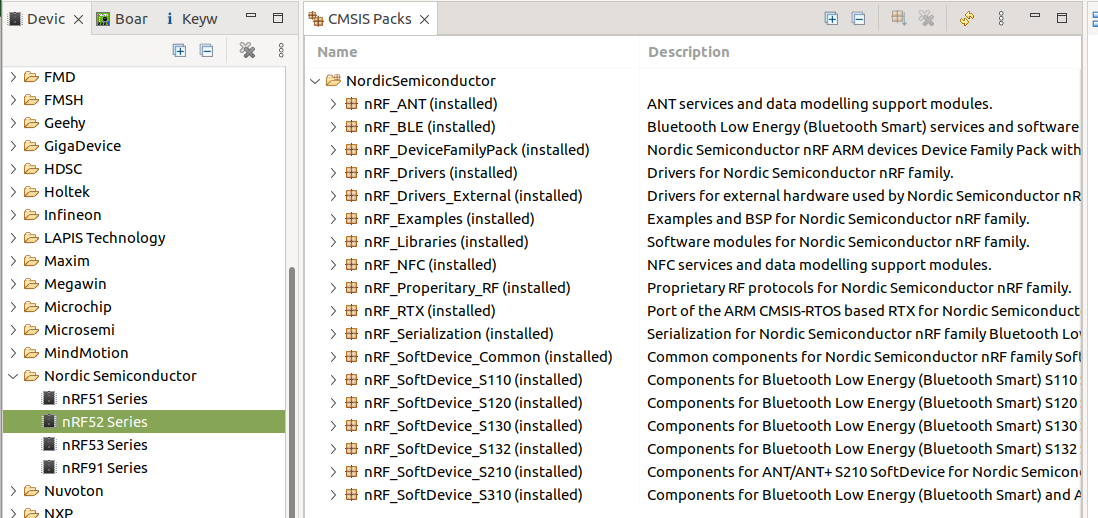 Devic
Boar
Keyw
FMD
FMSH
Geehy
GigaDevice
HDSC
Holtek
Infineon
LAPIS Technology
Maxim
Megawin
Microchip
Microsemi
MindMotion
Nordic Semiconductor
nRF51 Series
nRF52 Series
nRF53 Series
nRF91 Series
Nuvoton
NXP
CMSIS Packs
Name Description
NordicSemiconductor
nRF_ANT (installed) ANT services and data modelling support modules.
nRF_BLE (installed) Bluetooth Low Energy (Bluetooth Smart) services and software
nRF_DeviceFamilyPack (installed) Nordic Semiconductor nRF ARM devices Device Family Pack with
nRF_Drivers (installed) Drivers for Nordic Semiconductor nRF family.
nRF_Drivers_External (installed) Drivers for external hardware used by Nordic Semiconductor nR
nRF_Examples (installed) Examples and BSP for Nordic Semiconductor nRF family.
nRF_Libraries (installed) Software modules for Nordic Semiconductor nRF family.
nRF_NFC (installed) NFC services and data modelling support modules.
nRF_Properitary_RF (installed) Proprietary RF protocols for Nordic Semiconductor nRF family.
nRF_RTX (installed) Port of the ARM CMSIS-RTOS based RTX for Nordic Semiconduct
nRF_Serialization (installed) Serialization for Nordic Semiconductor nRF family Bluetooth Lo
nRF_SoftDevice_Common (installed) Common components for Nordic Semiconductor nRF family Soft
nRF_SoftDevice_S110 (installed) Components for Bluetooth Low Energy (Bluetooth Smart) S110
nRF_SoftDevice_S120 (installed) Components for Bluetooth Low Energy (Bluetooth Smart) S120
nRF_SoftDevice_S130 (installed) Components for Bluetooth Low Energy (Bluetooth Smart) S130
nRF_SoftDevice_S132 (installed) Components for Bluetooth Low Energy (Bluetooth Smart) S132
nRF_SoftDevice_S210 (installed) Components for ANT/ANT+ S210 SoftDevice for Nordic Semicon
nRF_SoftDevice_S310 (installed) Components for Bluetooth Low Energy (Bluetooth Smart) and A